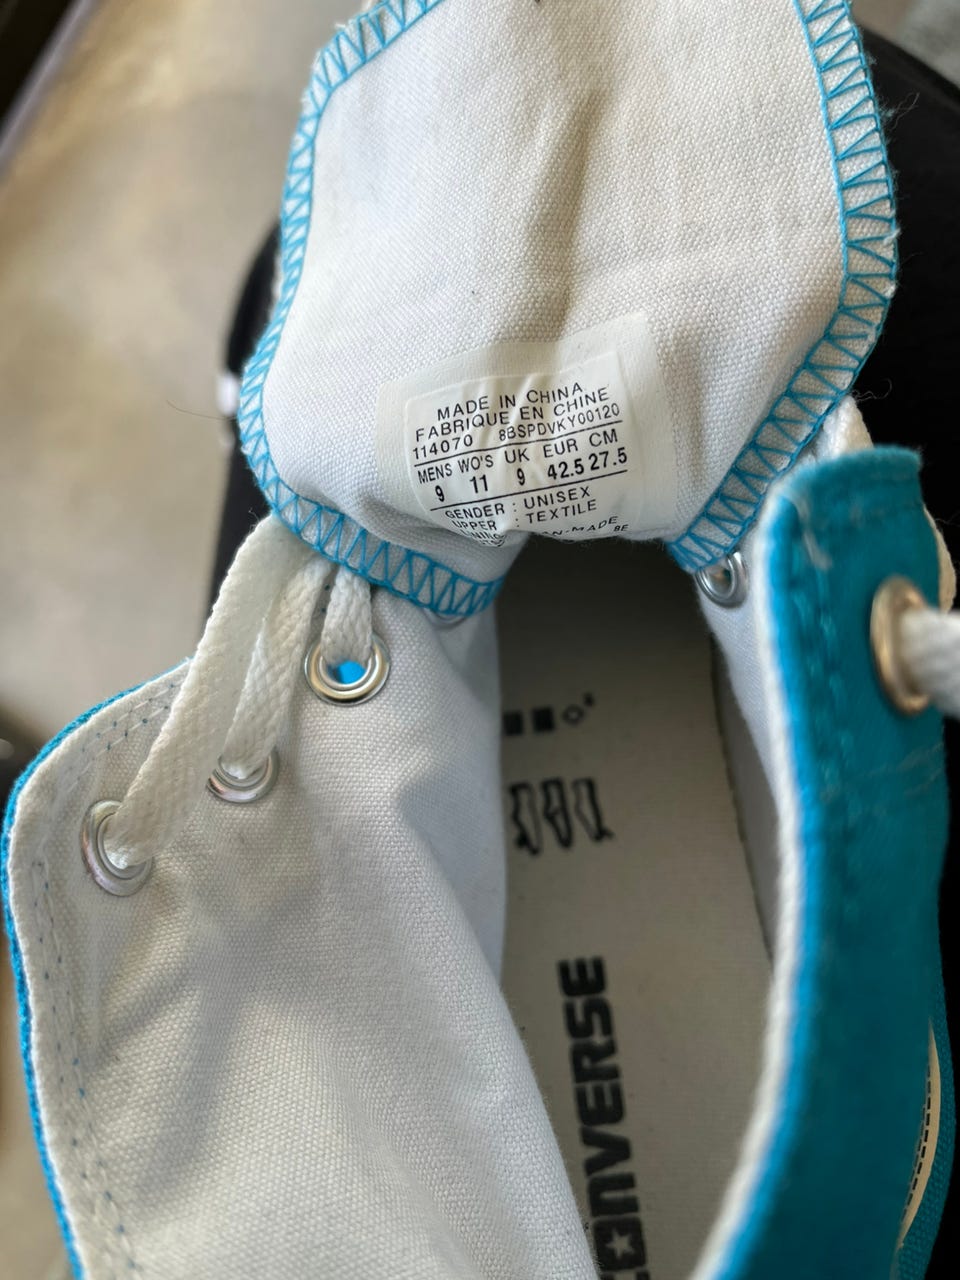 MADE IN CHINA
FABRIQUE EN CHINE
114070 8BSPDVKY00120
MENS WO'S UK EUR CM
9 11 9 42.5 27.5
GENDER : UNISEX
UPPER : TEXTILE
8E
CONVERSE